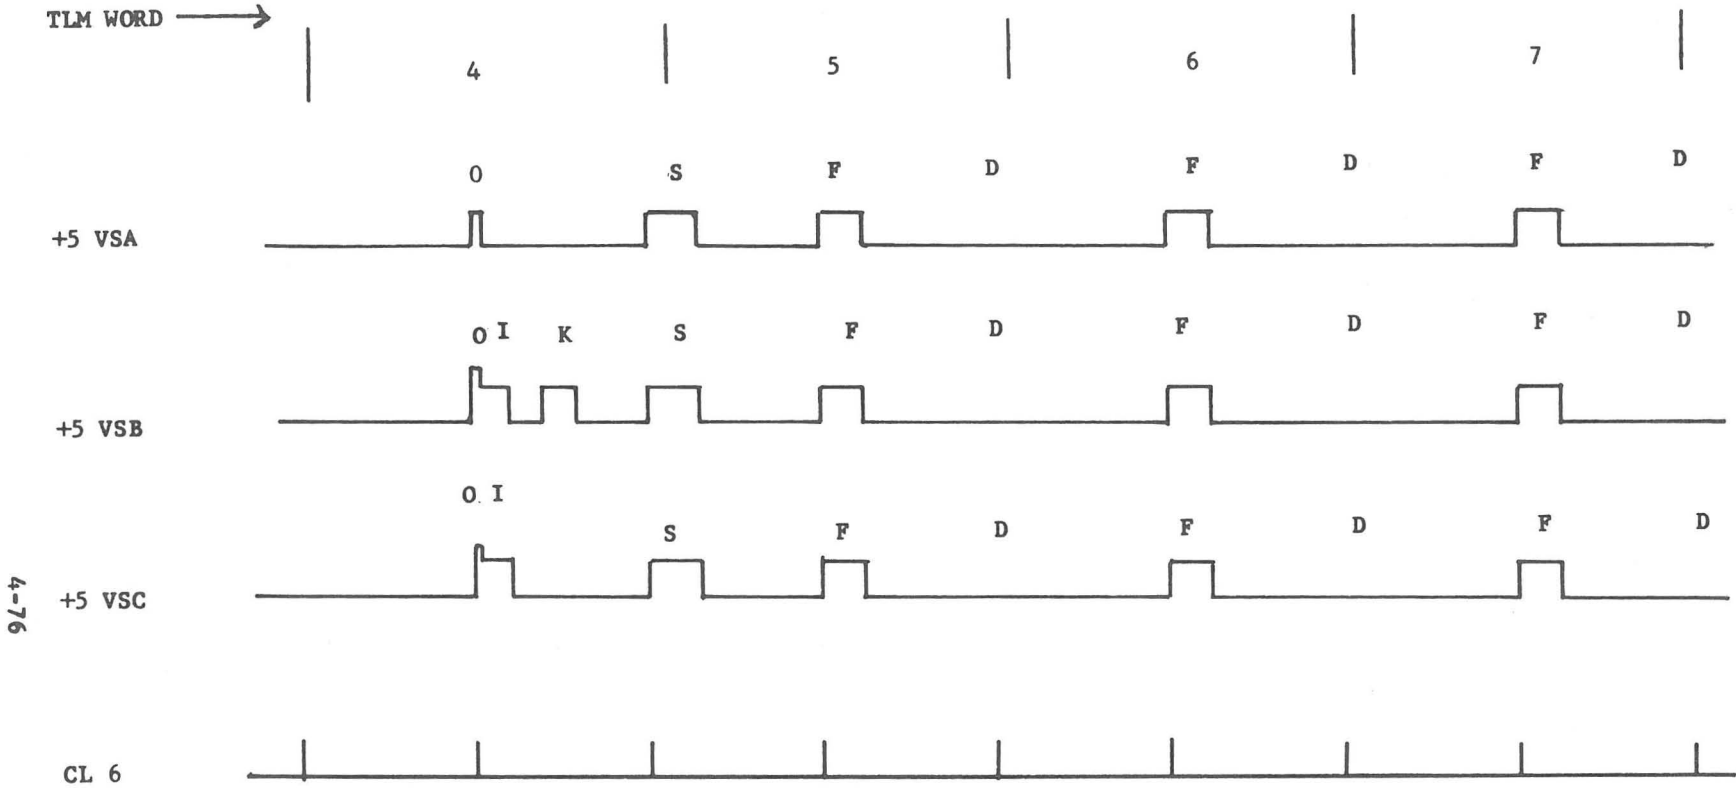 TLM WORD
4 5 6 7
O S F D F D F D
+5 VSA
O I K S F D F D F D
+5 VSB
O I
S F D F D F D
+5 VSC
4-76
CL 6